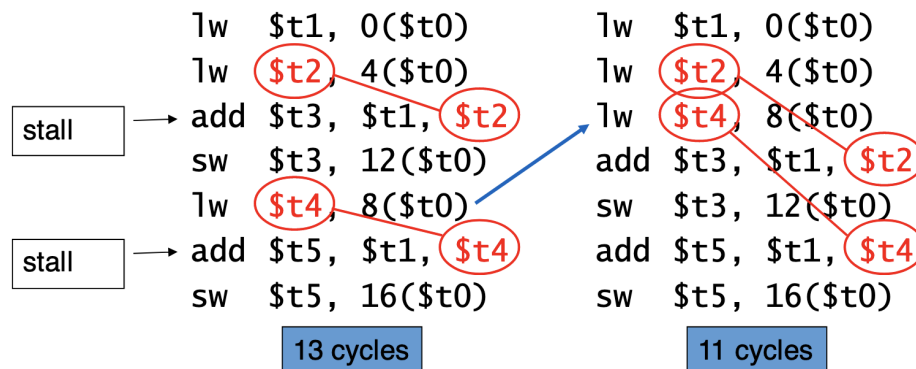 lw $t1, 0($t0)
lw $t2, 4($t0)
stall
add $t3, $t1, $t2
sw $t3, 12($t0)
lw $t4, 8($t0)
stall
add $t5, $t1, $t4
sw $t5, 16($t0)
13 cycles
lw $t1, 0($t0)
lw $t2, 4($t0)
lw $t4, 8($t0)
add $t3, $t1, $t2
sw $t3, 12($t0)
add $t5, $t1, $t4
sw $t5, 16($t0)
11 cycles